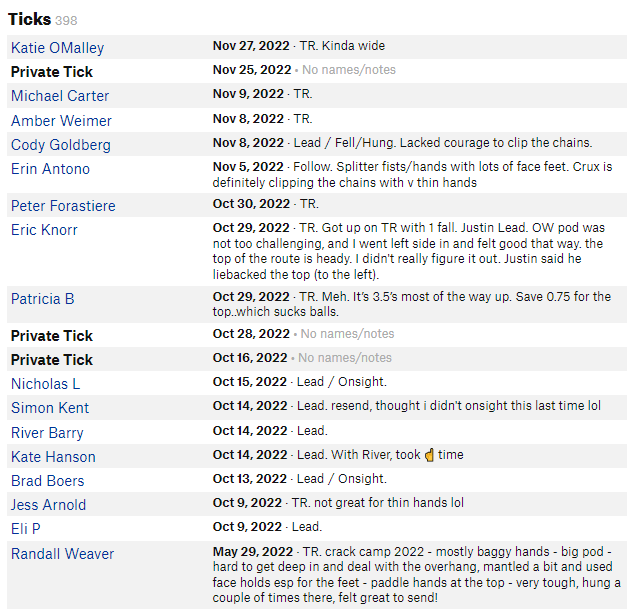 Ticks 398
Katie OMalley Nov 27, 2022 · TR. Kinda wide
Private Tick Nov 25, 2022 • No names/notes
Michael Carter Nov 9, 2022 · TR.
Amber Weimer Nov 8, 2022 · TR.
Cody Goldberg Nov 8, 2022 · Lead / Fell/Hung. Lacked courage to clip the chains.
Erin Antono Nov 5, 2022 · Follow. Splitter fists/hands with lots of face feet. Crux is
definitely clipping the chains with v thin hands
Peter Forastiere Oct 30, 2022 · TR.
Eric Knorr Oct 29, 2022 · TR. Got up on TR with 1 fall. Justin Lead. OW pod was
not too challenging, and I went left side in and felt good that way. the
top of the route is heady. I didn't really figure it out. Justin said he
liebacked the top (to the left).
Patricia B Oct 29, 2022 · TR. Meh. It’s 3.5’s most of the way up. Save 0.75 for the
top..which sucks balls.
Private Tick Oct 28, 2022 • No names/notes
Private Tick Oct 16, 2022 • No names/notes
Nicholas L Oct 15, 2022 · Lead / Onsight.
Simon Kent Oct 14, 2022 · Lead. resend, thought i didn't onsight this last time lol
River Barry Oct 14, 2022 · Lead.
Kate Hanson Oct 14, 2022 · Lead. With River, took ☝ time
Brad Boers Oct 13, 2022 · Lead / Onsight.
Jess Arnold Oct 9, 2022 · TR. not great for thin hands lol
Eli P Oct 9, 2022 · Lead.
Randall Weaver May 29, 2022 · TR. crack camp 2022 - mostly baggy hands - big pod -
hard to get deep in and deal with the overhang, mantled a bit and used
face holds esp for the feet - paddle hands at the top - very tough, hung a
couple of times there, felt great to send!